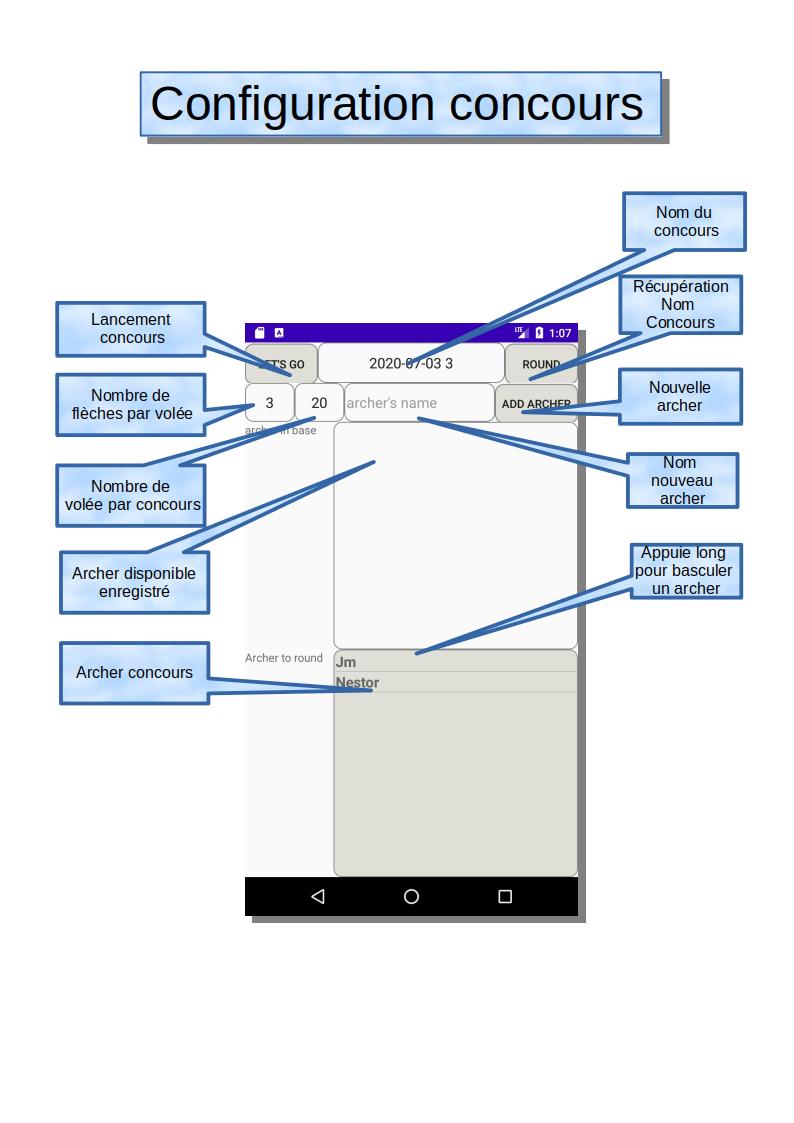 Configuration concours
Nom du
concours
Récupération
Nom
Concours
Lancement
concours
LTE
1:07
LET'S GO
2020-07-03 3
ROUND
Nombre de
flèches par volée
3
20
archer's name
ADD ARCHER
Nouvelle
archer
archer in base
Nombre de
volée par concours
Nom
nouveau
archer
Archer disponible
enregistré
Appuie long
pour basculer
un archer
Archer concours
Archer to round
Jm
Nestor